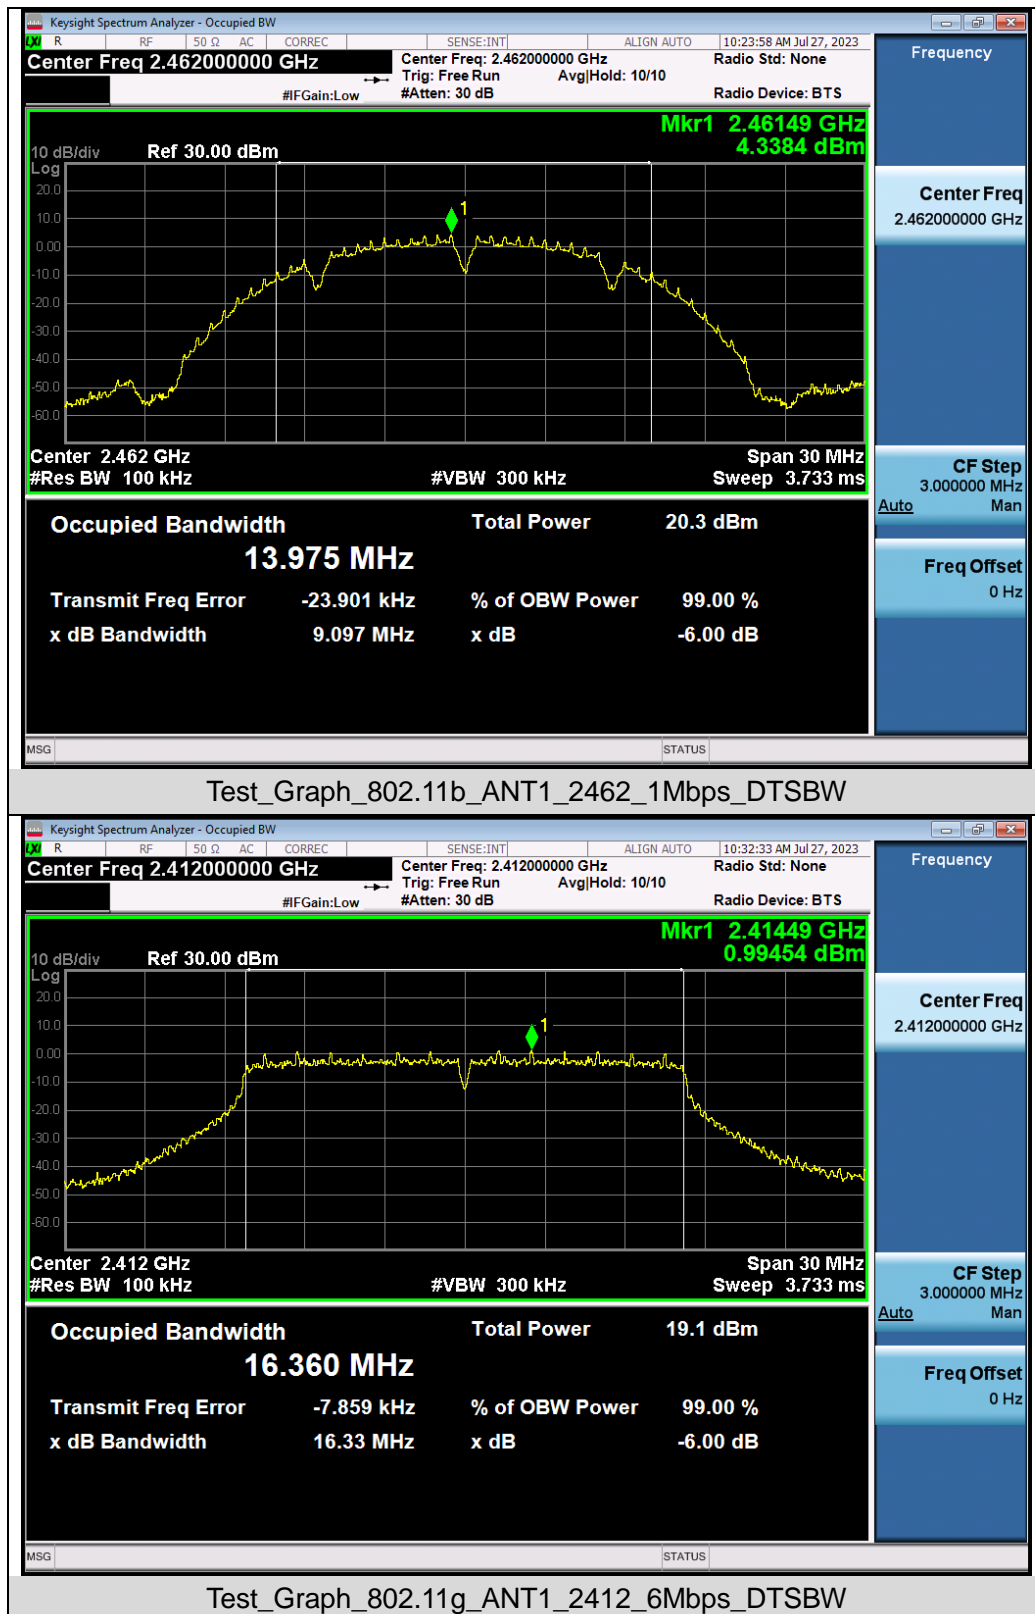 Keysight Spectrum Analyzer - Occupied BW
LXI R RF 50 Ω AC CORREC SENSE:INT ALIGN AUTO 10:23:58 AM Jul 27, 2023
Center Freq 2.462000000 GHz
Center Freq: 2.462000000 GHz
Radio Std: None
Trig: Free Run Avg|Hold: 10/10
#IFGain:Low #Atten: 30 dB Radio Device: BTS
Frequency
Mkr1 2.46149 GHz
4.3384 dBm
10 dB/div Ref 30.00 dBm
Log
20.0
10.0
0.00
-10.0
-20.0
-30.0
-40.0
-50.0
-60.0
1
Center Freq
2.462000000 GHz
Center 2.462 GHz Span 30 MHz
#Res BW 100 kHz #VBW 300 kHz Sweep 3.733 ms
CF Step
3.000000 MHz
Auto Man
Freq Offset
0 Hz
Occupied Bandwidth Total Power 20.3 dBm
13.975 MHz
Transmit Freq Error -23.901 kHz % of OBW Power 99.00 %
x dB Bandwidth 9.097 MHz x dB -6.00 dB
MSG STATUS
Test_Graph_802.11b_ANT1_2462_1Mbps_DTSBW
Keysight Spectrum Analyzer - Occupied BW
LXI R RF 50 Ω AC CORREC SENSE:INT ALIGN AUTO 10:32:33 AM Jul 27, 2023
Center Freq 2.412000000 GHz
Center Freq: 2.412000000 GHz
Radio Std: None
Trig: Free Run Avg|Hold: 10/10
#IFGain:Low #Atten: 30 dB Radio Device: BTS
Frequency
Mkr1 2.41449 GHz
0.99454 dBm
10 dB/div Ref 30.00 dBm
Log
20.0
10.0
0.00
-10.0
-20.0
-30.0
-40.0
-50.0
-60.0
1
Center Freq
2.412000000 GHz
Center 2.412 GHz Span 30 MHz
#Res BW 100 kHz #VBW 300 kHz Sweep 3.733 ms
CF Step
3.000000 MHz
Auto Man
Freq Offset
0 Hz
Occupied Bandwidth Total Power 19.1 dBm
16.360 MHz
Transmit Freq Error -7.859 kHz % of OBW Power 99.00 %
x dB Bandwidth 16.33 MHz x dB -6.00 dB
MSG STATUS
Test_Graph_802.11g_ANT1_2412_6Mbps_DTSBW